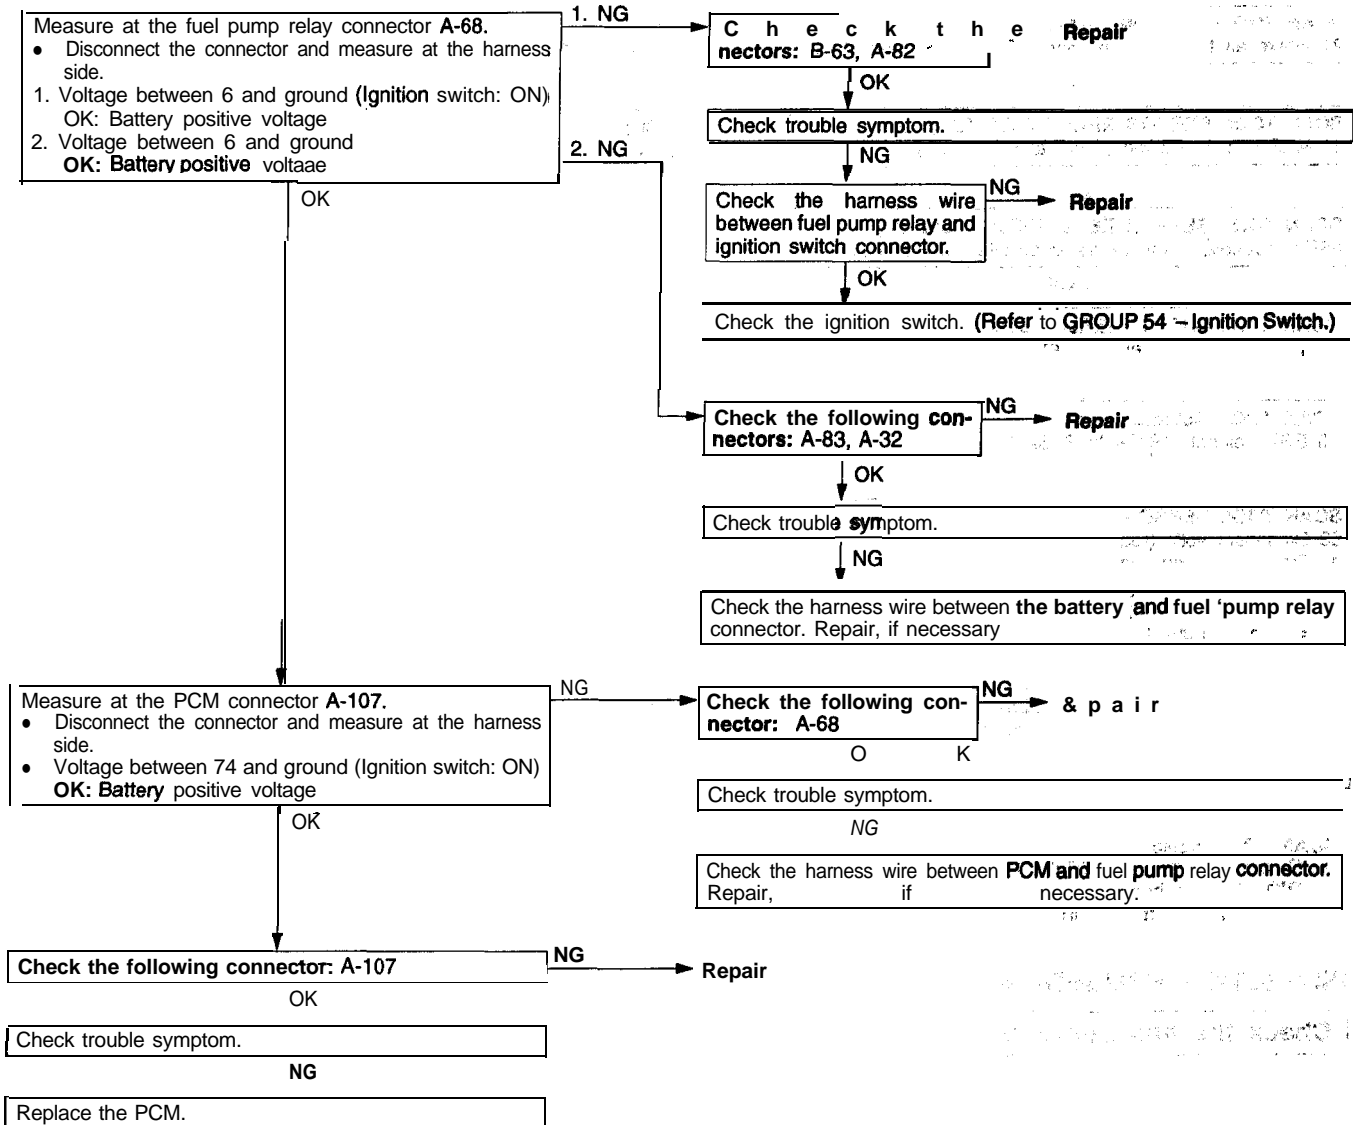 Measure at the fuel pump relay connector A-68.
● Disconnect the connector and measure at the harness
side.
1. Voltage between 6 and ground (Ignition switch: ON)
OK: Battery positive voltage
2. Voltage between 6 and ground
OK: Battery positive voltaae
OK
1. NG
C h e c k t h e
nectors: B-63, A-82
Repair
OK
Check trouble symptom.
NG
Check the harness wire
between fuel pump relay and
ignition switch connector.
NG
Repair
OK
Check the ignition switch. (Refer to GROUP 54 – Ignition Switch.)
2. NG
Check the following con-
nectors: A-83, A-32
NG
Repair
OK
Check trouble symptom.
NG
Check the harness wire between the battery and fuel 'pump relay
connector. Repair, if necessary
Measure at the PCM connector A-107.
● Disconnect the connector and measure at the harness
side.
● Voltage between 74 and ground (Ignition switch: ON)
OK: Battery positive voltage
OK
NG
Check the following con-
nector: A-68
NG
& p a i r
O K
Check trouble symptom.
NG
Check the harness wire between PCM and fuel pump relay connector.
Repair, if necessary.
Check the following connector: A-107
NG
Repair
OK
Check trouble symptom.
NG
Replace the PCM.